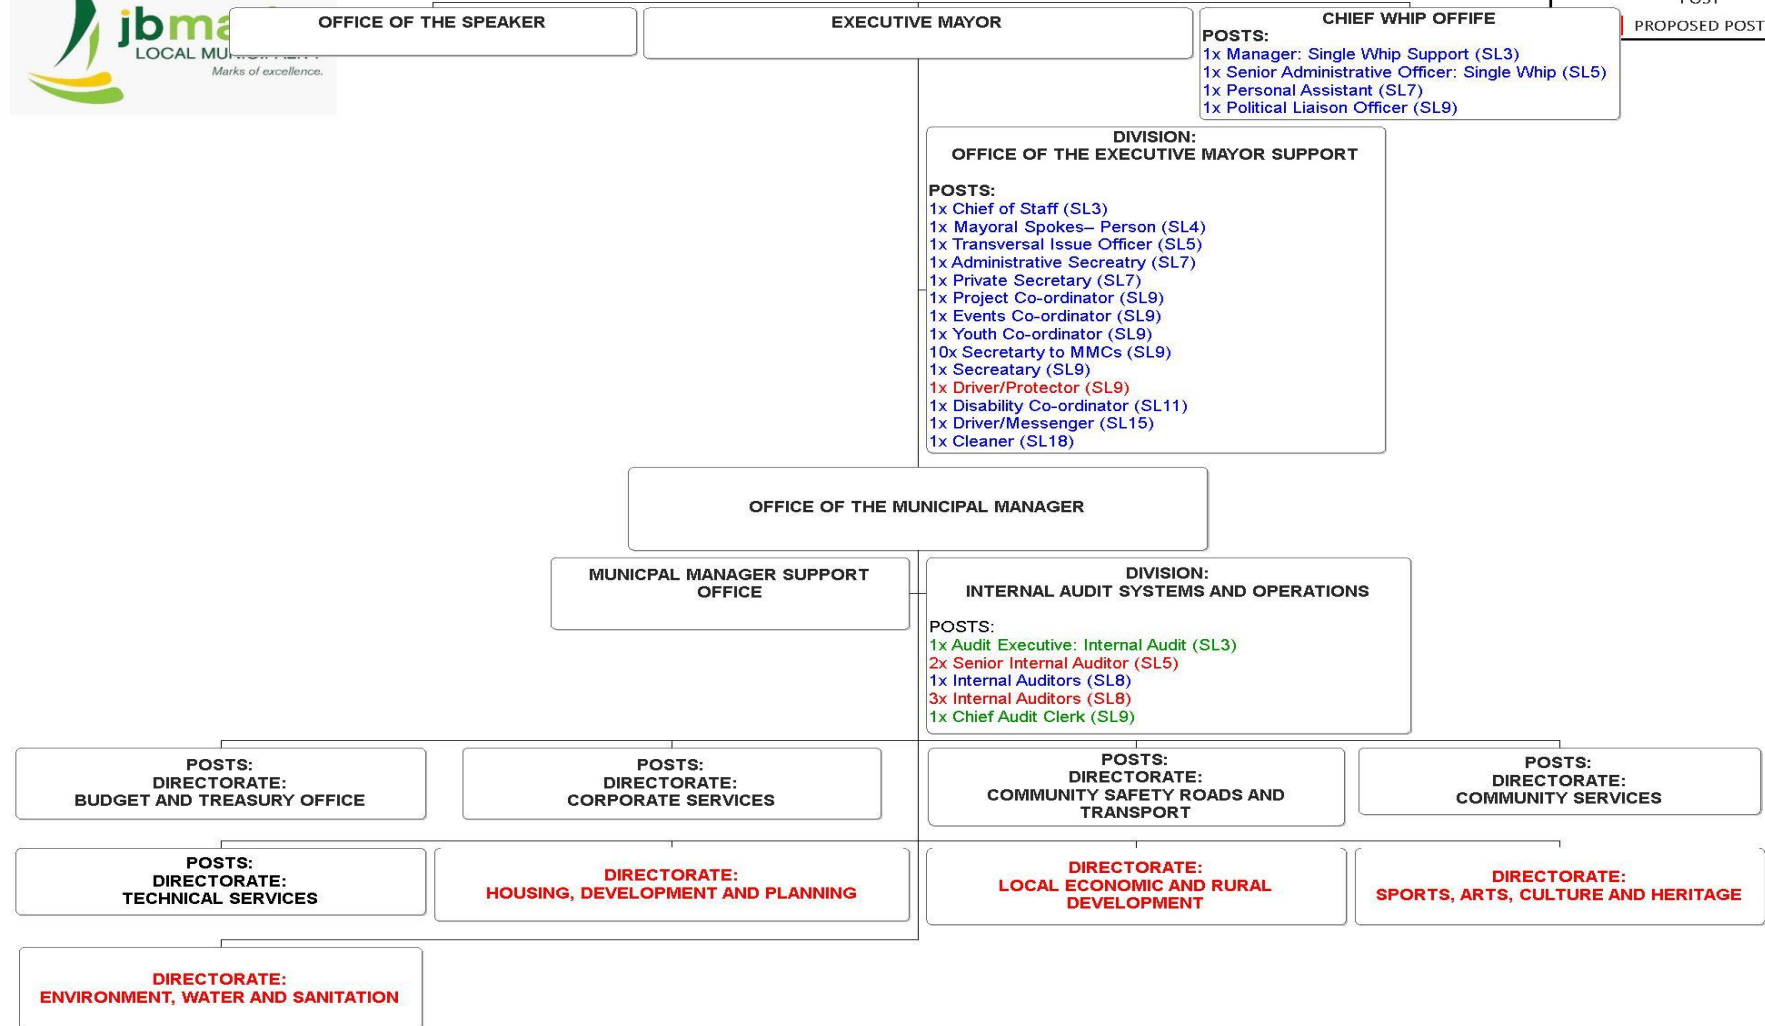 POST
PROPOSED POST
jbma
LOCAL MUNICIPALITY
Marks of excellence.
OFFICE OF THE SPEAKER
EXECUTIVE MAYOR
CHIEF WHIP OFFIFE
POSTS:
1x Manager: Single Whip Support (SL3)
1x Senior Administrative Officer: Single Whip (SL5)
1x Personal Assistant (SL7)
1x Political Liaison Officer (SL9)
DIVISION:
OFFICE OF THE EXECUTIVE MAYOR SUPPORT
POSTS:
1x Chief of Staff (SL3)
1x Mayoral Spokes– Person (SL4)
1x Transversal Issue Officer (SL5)
1x Administrative Secreatry (SL7)
1x Private Secretary (SL7)
1x Project Co-ordinator (SL9)
1x Events Co-ordinator (SL9)
1x Youth Co-ordinator (SL9)
10x Secretarty to MMCs (SL9)
1x Secreatary (SL9)
1x Driver/Protector (SL9)
1x Disability Co-ordinator (SL11)
1x Driver/Messenger (SL15)
1x Cleaner (SL18)
OFFICE OF THE MUNICIPAL MANAGER
MUNICPAL MANAGER SUPPORT
OFFICE
DIVISION:
INTERNAL AUDIT SYSTEMS AND OPERATIONS
POSTS:
1x Audit Executive: Internal Audit (SL3)
2x Senior Internal Auditor (SL5)
1x Internal Auditors (SL8)
3x Internal Auditors (SL8)
1x Chief Audit Clerk (SL9)
POSTS:
DIRECTORATE:
BUDGET AND TREASURY OFFICE
POSTS:
DIRECTORATE:
CORPORATE SERVICES
POSTS:
DIRECTORATE:
COMMUNITY SAFETY ROADS AND
TRANSPORT
POSTS:
DIRECTORATE:
COMMUNITY SERVICES
POSTS:
DIRECTORATE:
TECHNICAL SERVICES
DIRECTORATE:
HOUSING, DEVELOPMENT AND PLANNING
DIRECTORATE:
LOCAL ECONOMIC AND RURAL
DEVELOPMENT
DIRECTORATE:
SPORTS, ARTS, CULTURE AND HERITAGE
DIRECTORATE:
ENVIRONMENT, WATER AND SANITATION